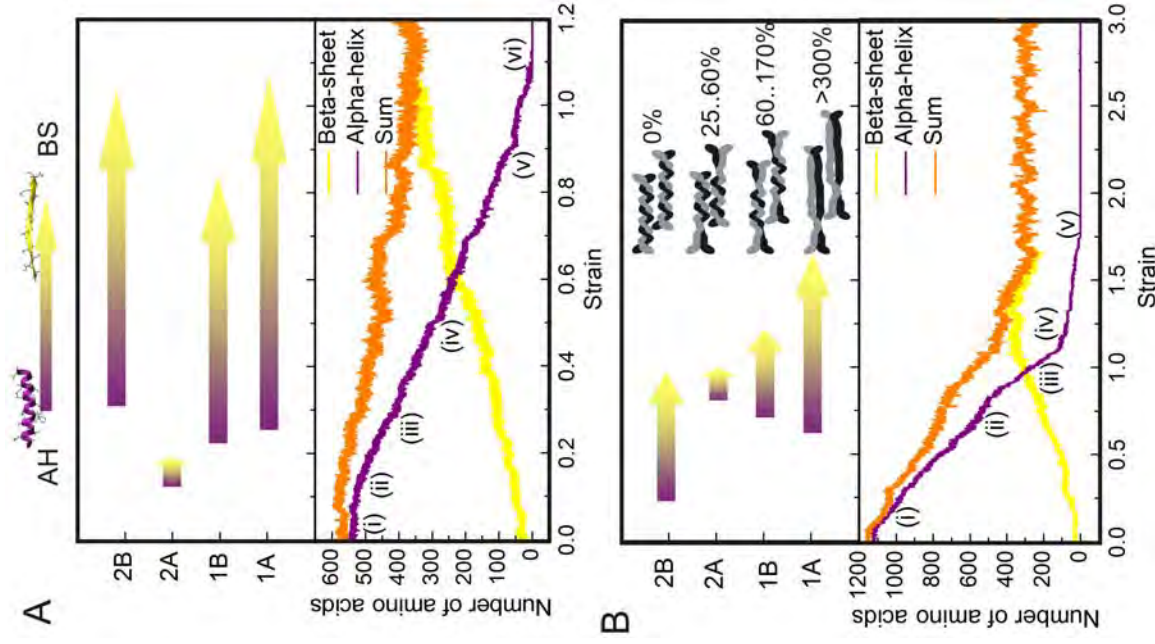 A
AH
BS
2B
2A
1B
1A
Number of amino acids
600
500
400
300
200
100
0
Beta-sheet
Alpha-helix
Sum
(i)
(ii)
(iii)
(iv)
(v)
(vi)
0.0
0.2
0.4
0.6
0.8
1.0
1.2
Strain
B
2B
2A
1B
1A
0%
25..60%
60..170%
>300%
Number of amino acids
1200
1000
800
600
400
200
0
Beta-sheet
Alpha-helix
Sum
(i)
(ii)
(iii)
(iv)
(v)
0.0
0.5
1.0
1.5
2.0
2.5
3.0
Strain